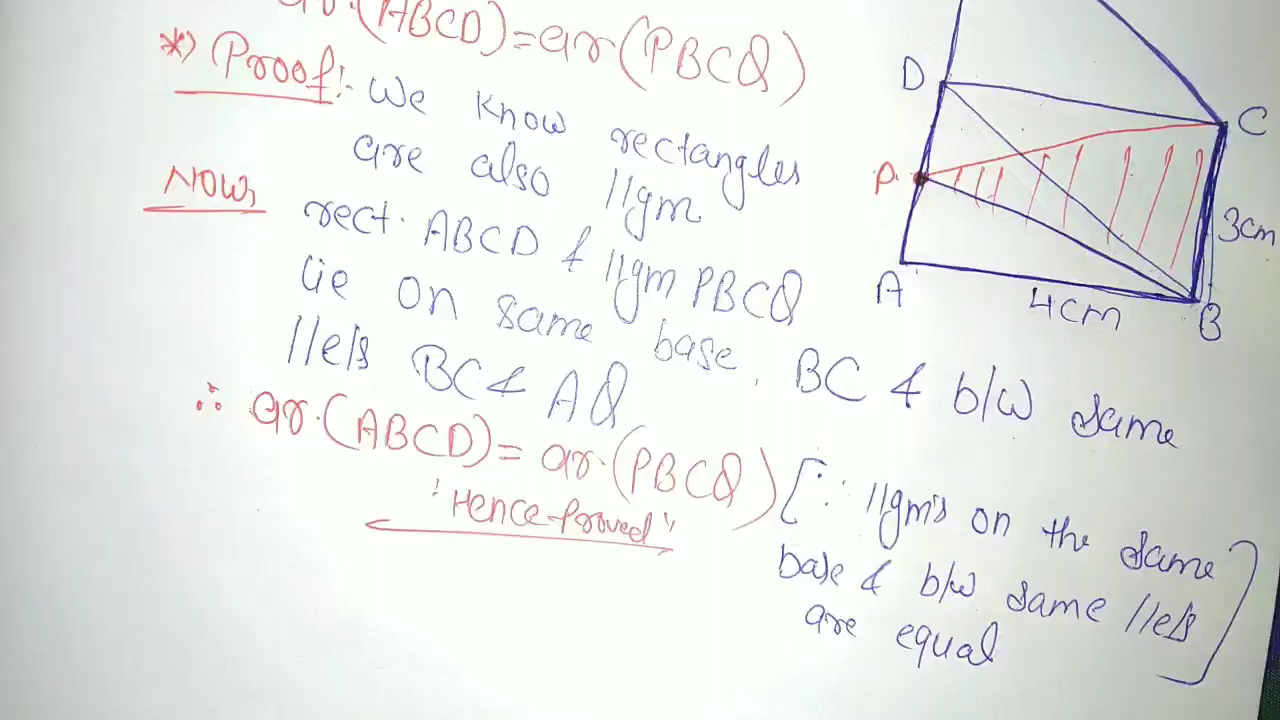 ar.(ABCD)=ar(PBCQ)
*) Proof:- We know rectangles
are also ||gm
Now, rect. ABCD & ||gm PBCQ
lie on same base, BC & b/w same
||els BC & AQ
∴ ar.(ABCD)= ar.(PBCQ) [∵ ||gm's on the same
base & b/w same ||els
are equal]
"Hence Proved"
D
C
P.
3cm
A
4cm
B